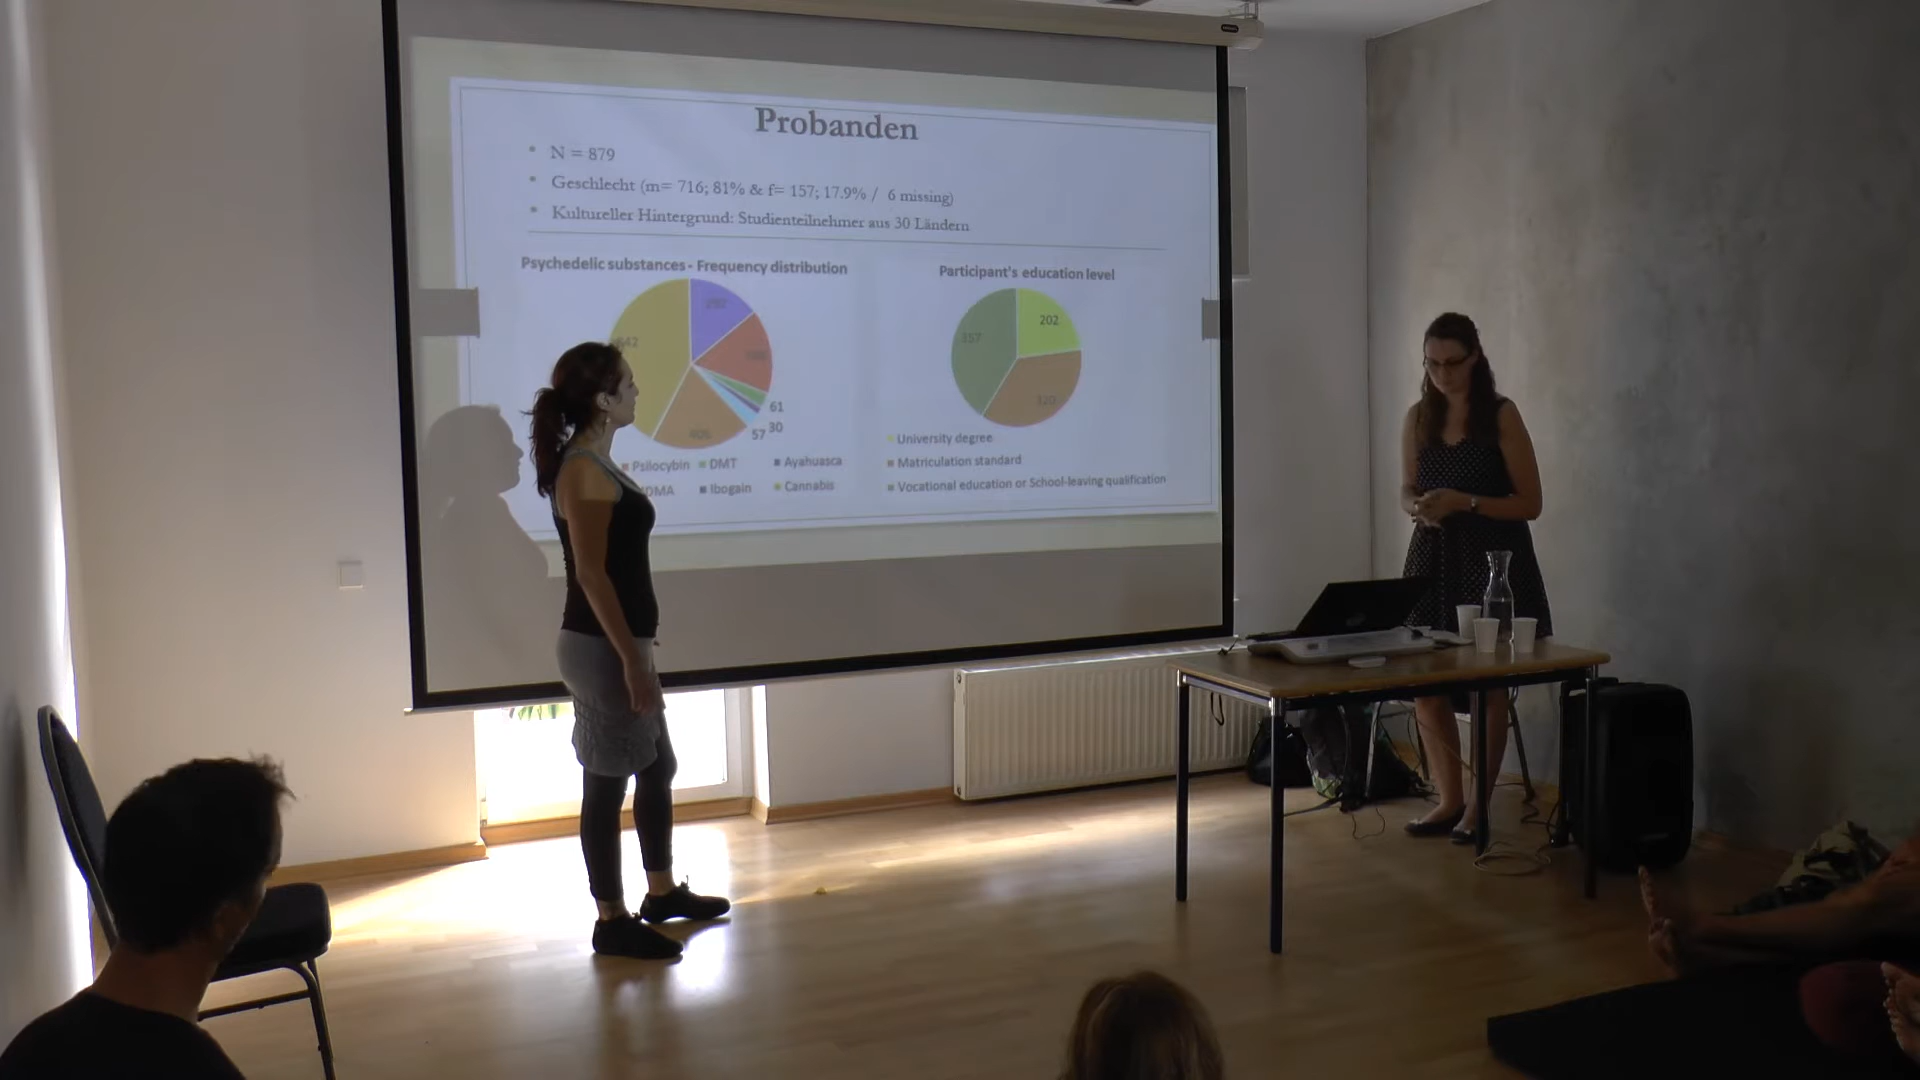 Probanden
N = 879
Geschlecht (m= 716; 81% & f= 157; 17.9% / 6 missing)
Kultureller Hintergrund: Studienteilnehmer aus 30 Ländern
Psychedelic substances - Frequency distribution
642
61
30
57
Psilocybin
DMT
Ayahuasca
Ibogain
Cannabis
Participant's education level
202
357
320
University degree
Matriculation standard
Vocational education or School-leaving qualification